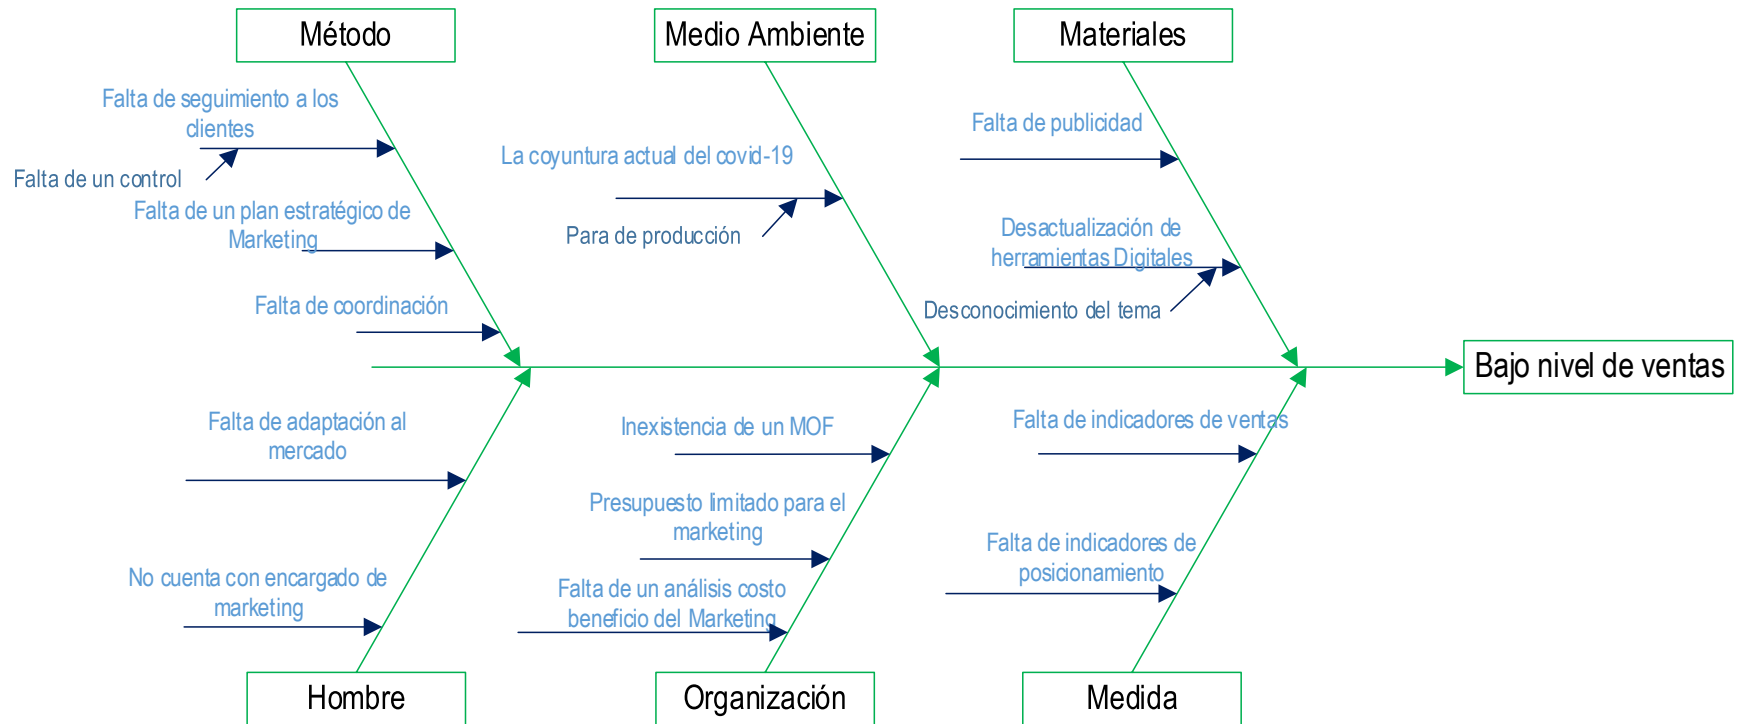 Método
Medio Ambiente
Materiales
Falta de seguimiento a los
clientes
Falta de un control
Falta de un plan estratégico de
Marketing
Falta de coordinación
La coyuntura actual del covid-19
Para de producción
Falta de publicidad
Desactualización de
herramientas Digitales
Desconocimiento del tema
Bajo nivel de ventas
Falta de adaptación al
mercado
No cuenta con encargado de
marketing
Inexistencia de un MOF
Presupuesto limitado para el
marketing
Falta de un análisis costo
beneficio del Marketing
Falta de indicadores de ventas
Falta de indicadores de
posicionamiento
Hombre
Organización
Medida